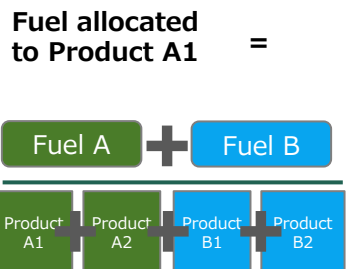 Fuel allocated
to Product A1 =
Fuel A + Fuel B
Product Product Product Product
A1 + A2 + B1 + B2